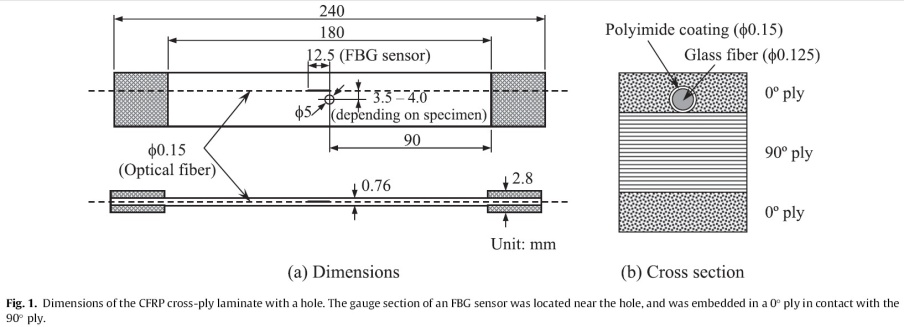 240
180
12.5 (FBG sensor)
3.5 – 4.0
(depending on specimen)
ϕ5
90
ϕ0.15
(Optical fiber)
0.76
2.8
Unit: mm
(a) Dimensions
Polyimide coating (ϕ0.15)
Glass fiber (ϕ0.125)
0° ply
90° ply
0° ply
(b) Cross section
Fig. 1. Dimensions of the CFRP cross-ply laminate with a hole. The gauge section of an FBG sensor was located near the hole, and was embedded in a 0° ply in contact with the
90° ply.